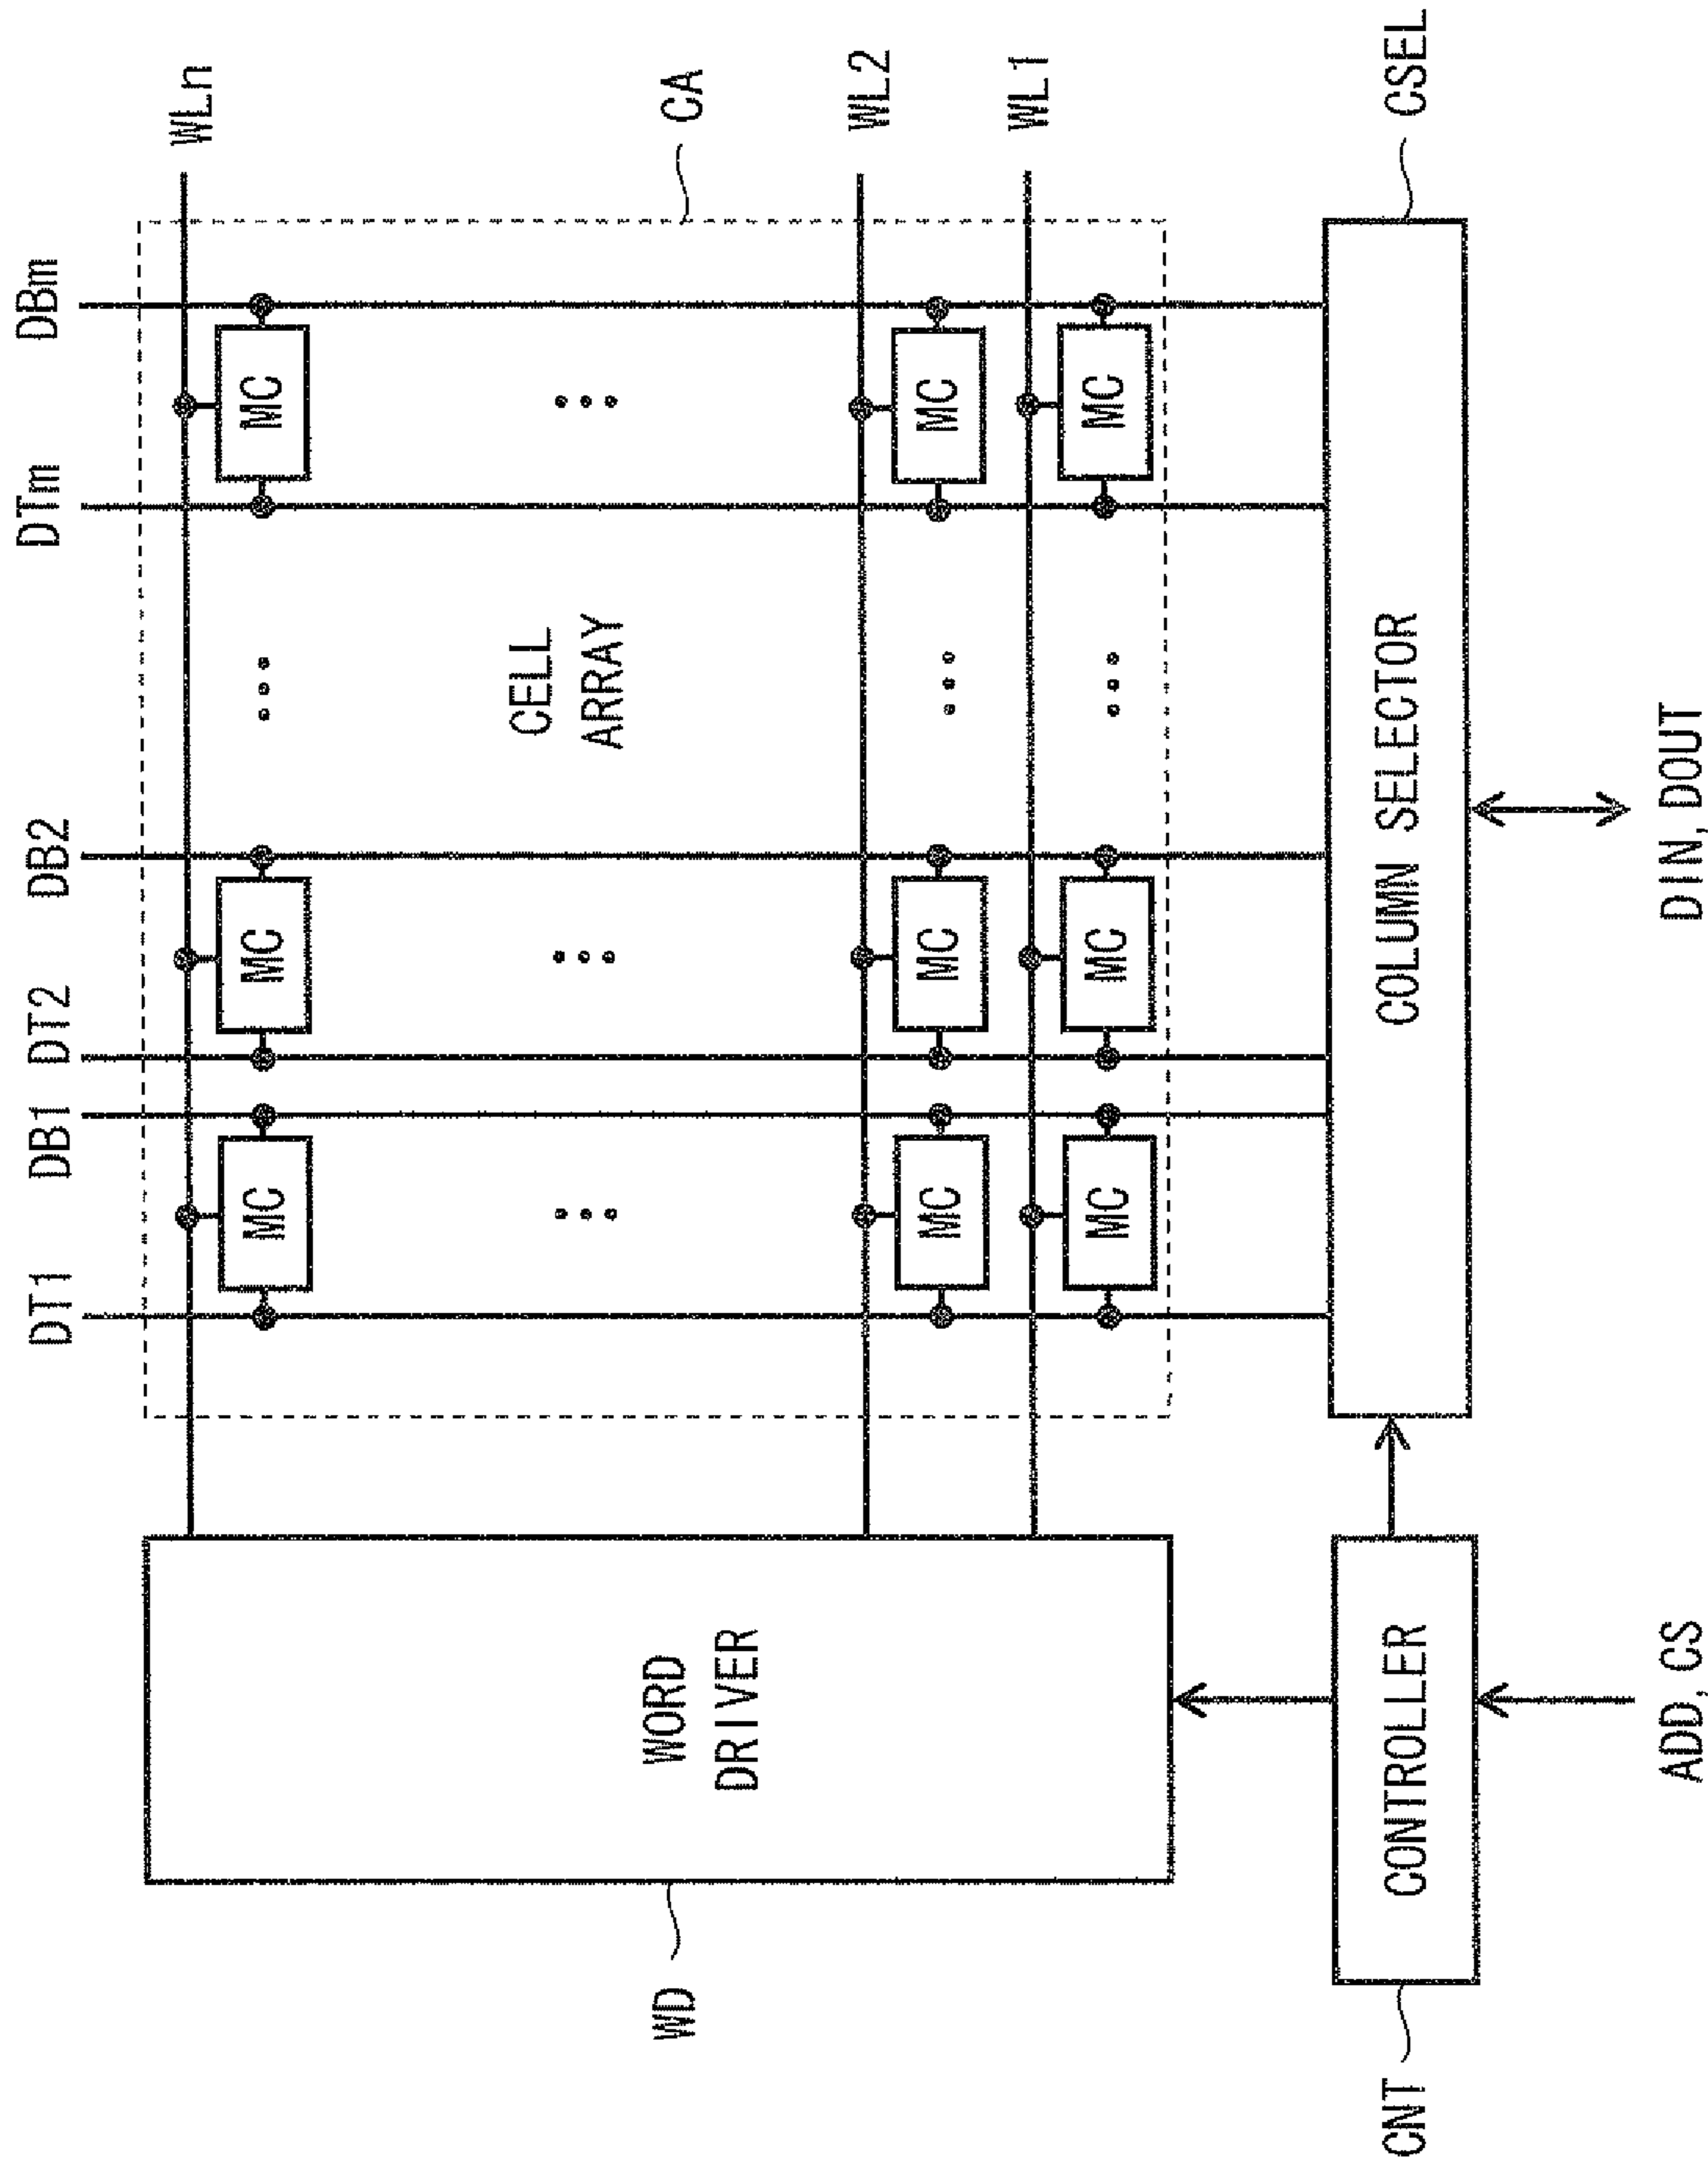 DT1 DB1 DT2 DB2 DTm DBm
WLn
MC MC MC
WORD
DRIVER
WD
CELL
ARRAY
CA
WL2
MC MC MC
WL1
MC MC MC
CNT
CONTROLLER
COLUMN SELECTOR
CSEL
ADD, CS
DIN, DOUT